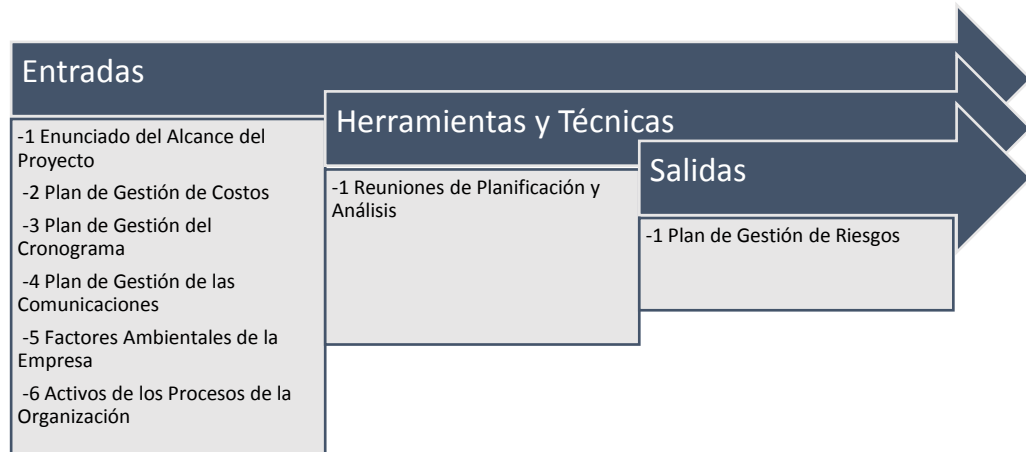 Entradas
-1 Enunciado del Alcance del
Proyecto
-2 Plan de Gestión de Costos
-3 Plan de Gestión del
Cronograma
-4 Plan de Gestión de las
Comunicaciones
-5 Factores Ambientales de la
Empresa
-6 Activos de los Procesos de la
Organización
Herramientas y Técnicas
-1 Reuniones de Planificación y
Análisis
Salidas
-1 Plan de Gestión de Riesgos